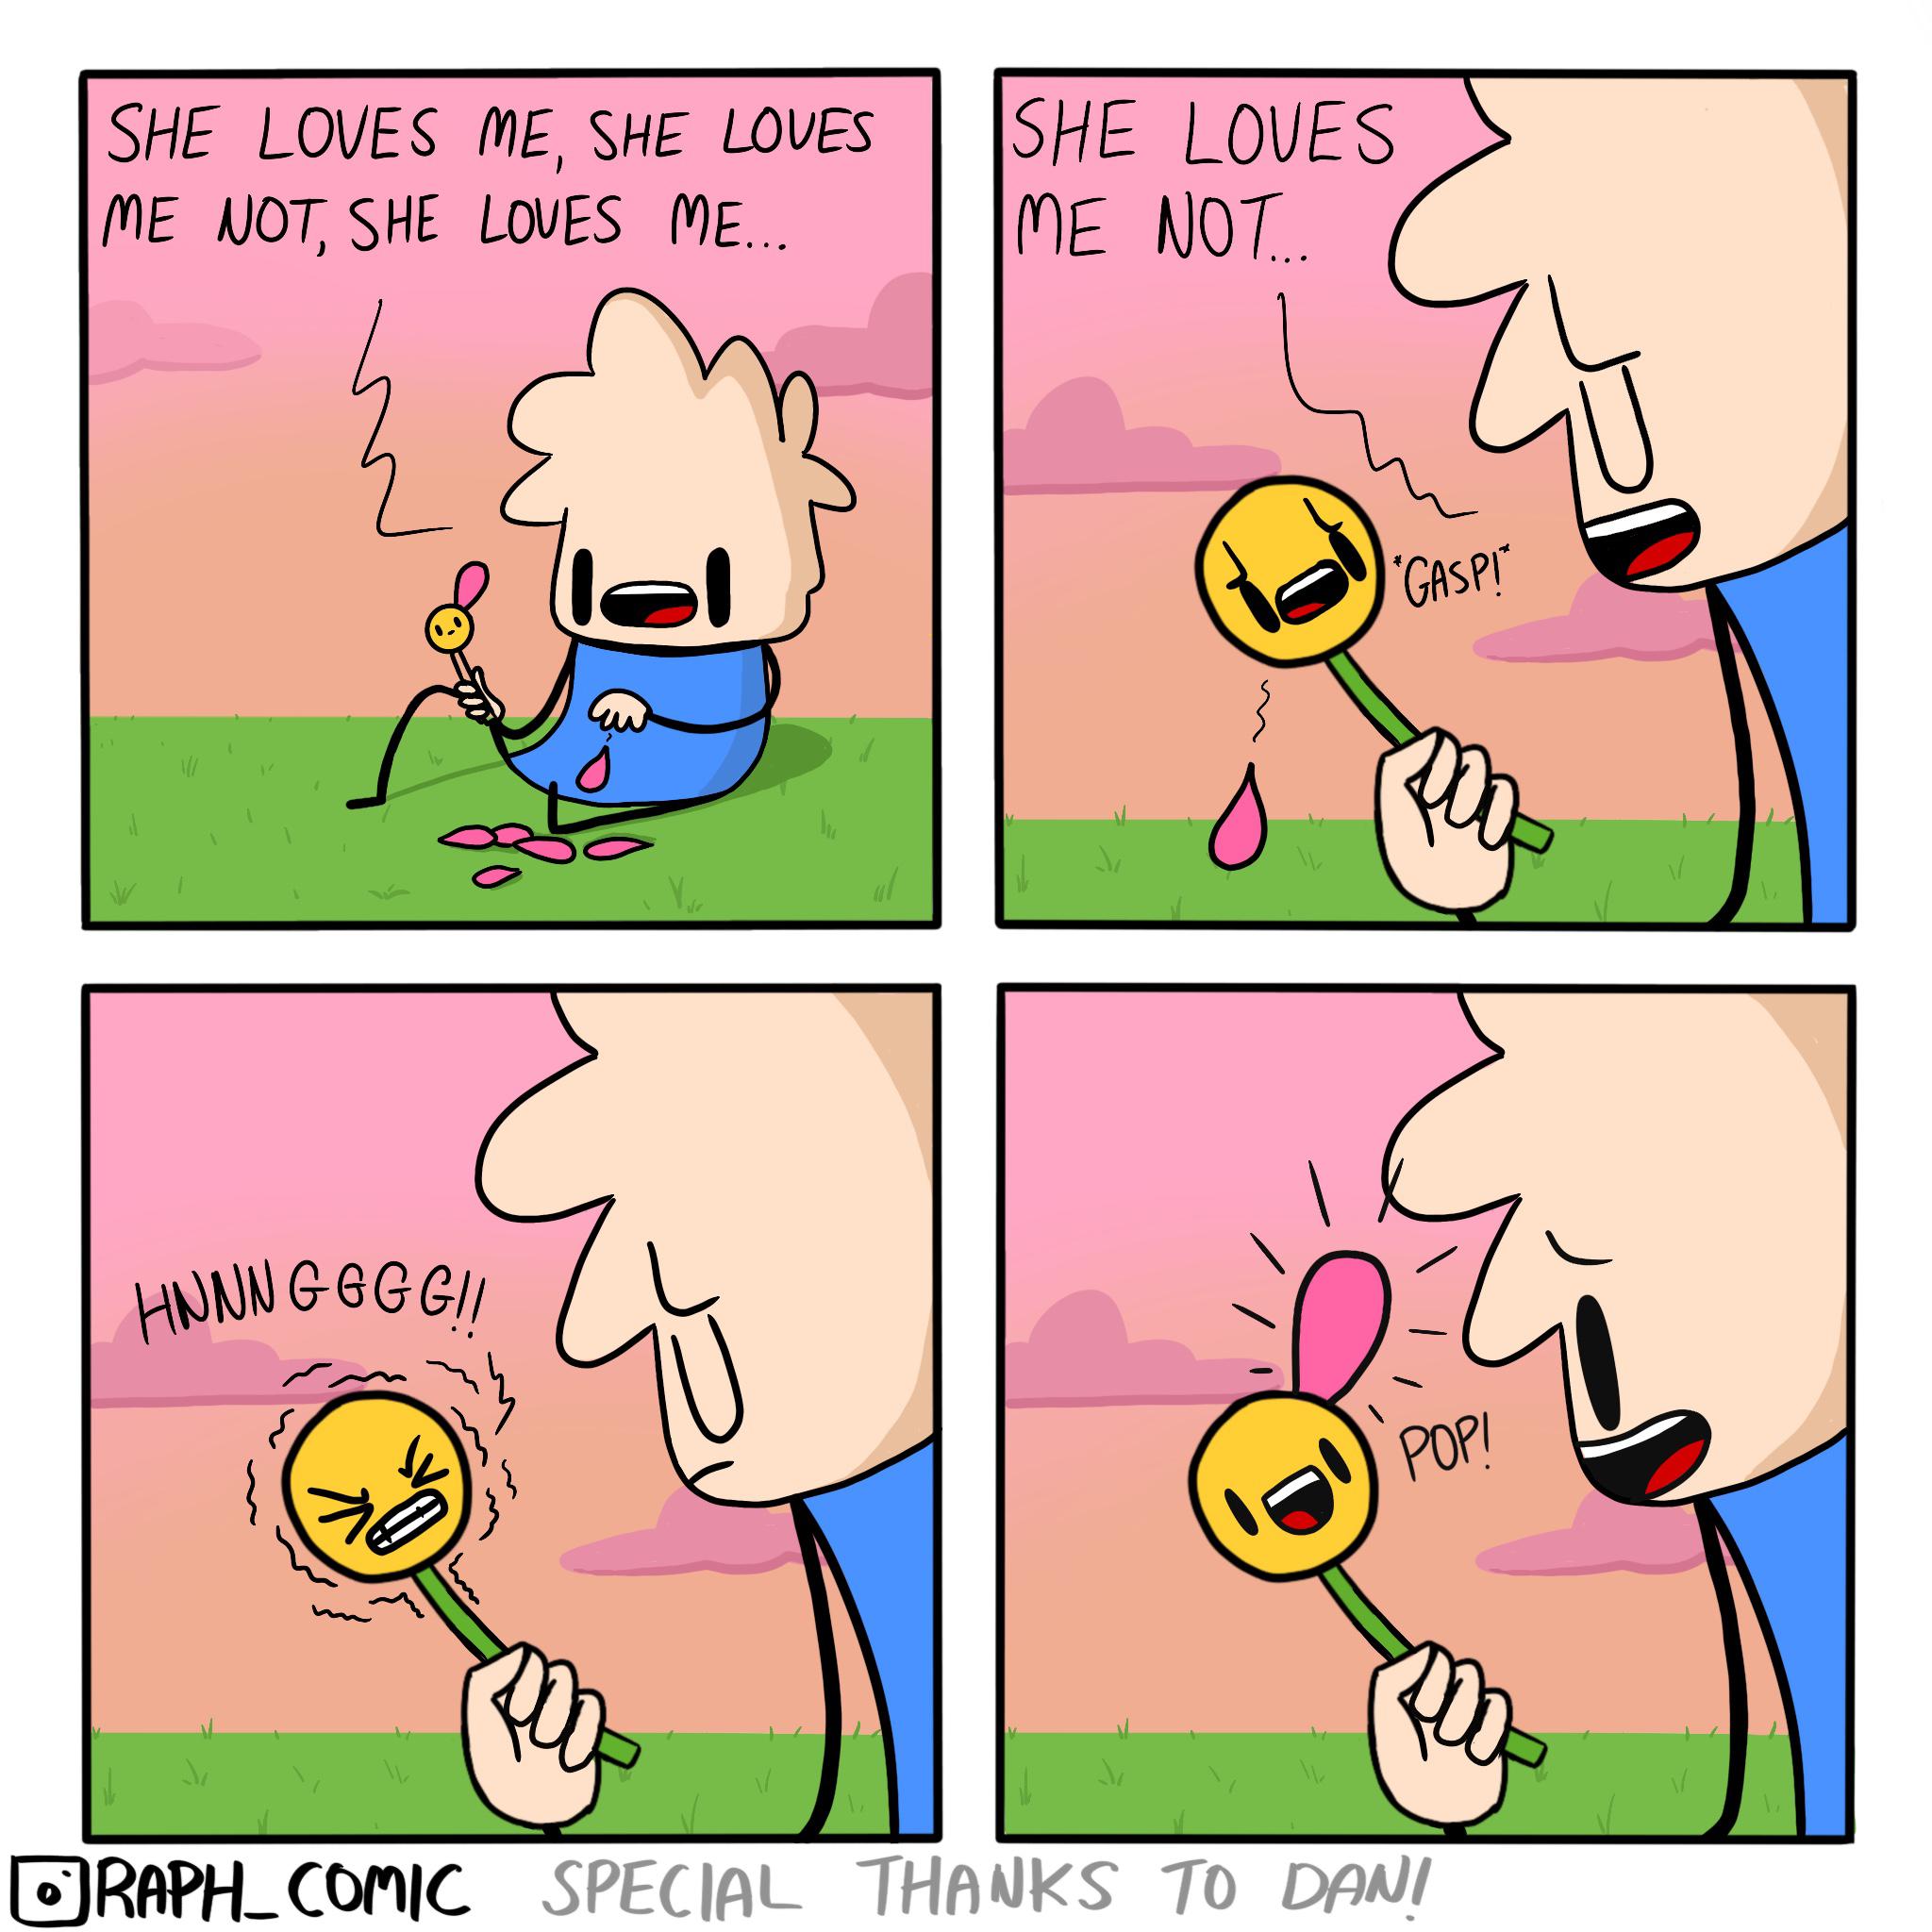 SHE LOVES ME, SHE LOVES
ME NOT, SHE LOVES ME...
SHE LOVES
ME NOT...
*GASP!*
HNNNGGGG!!
POP!
RAPH_COMIC SPECIAL THANKS TO DAN!